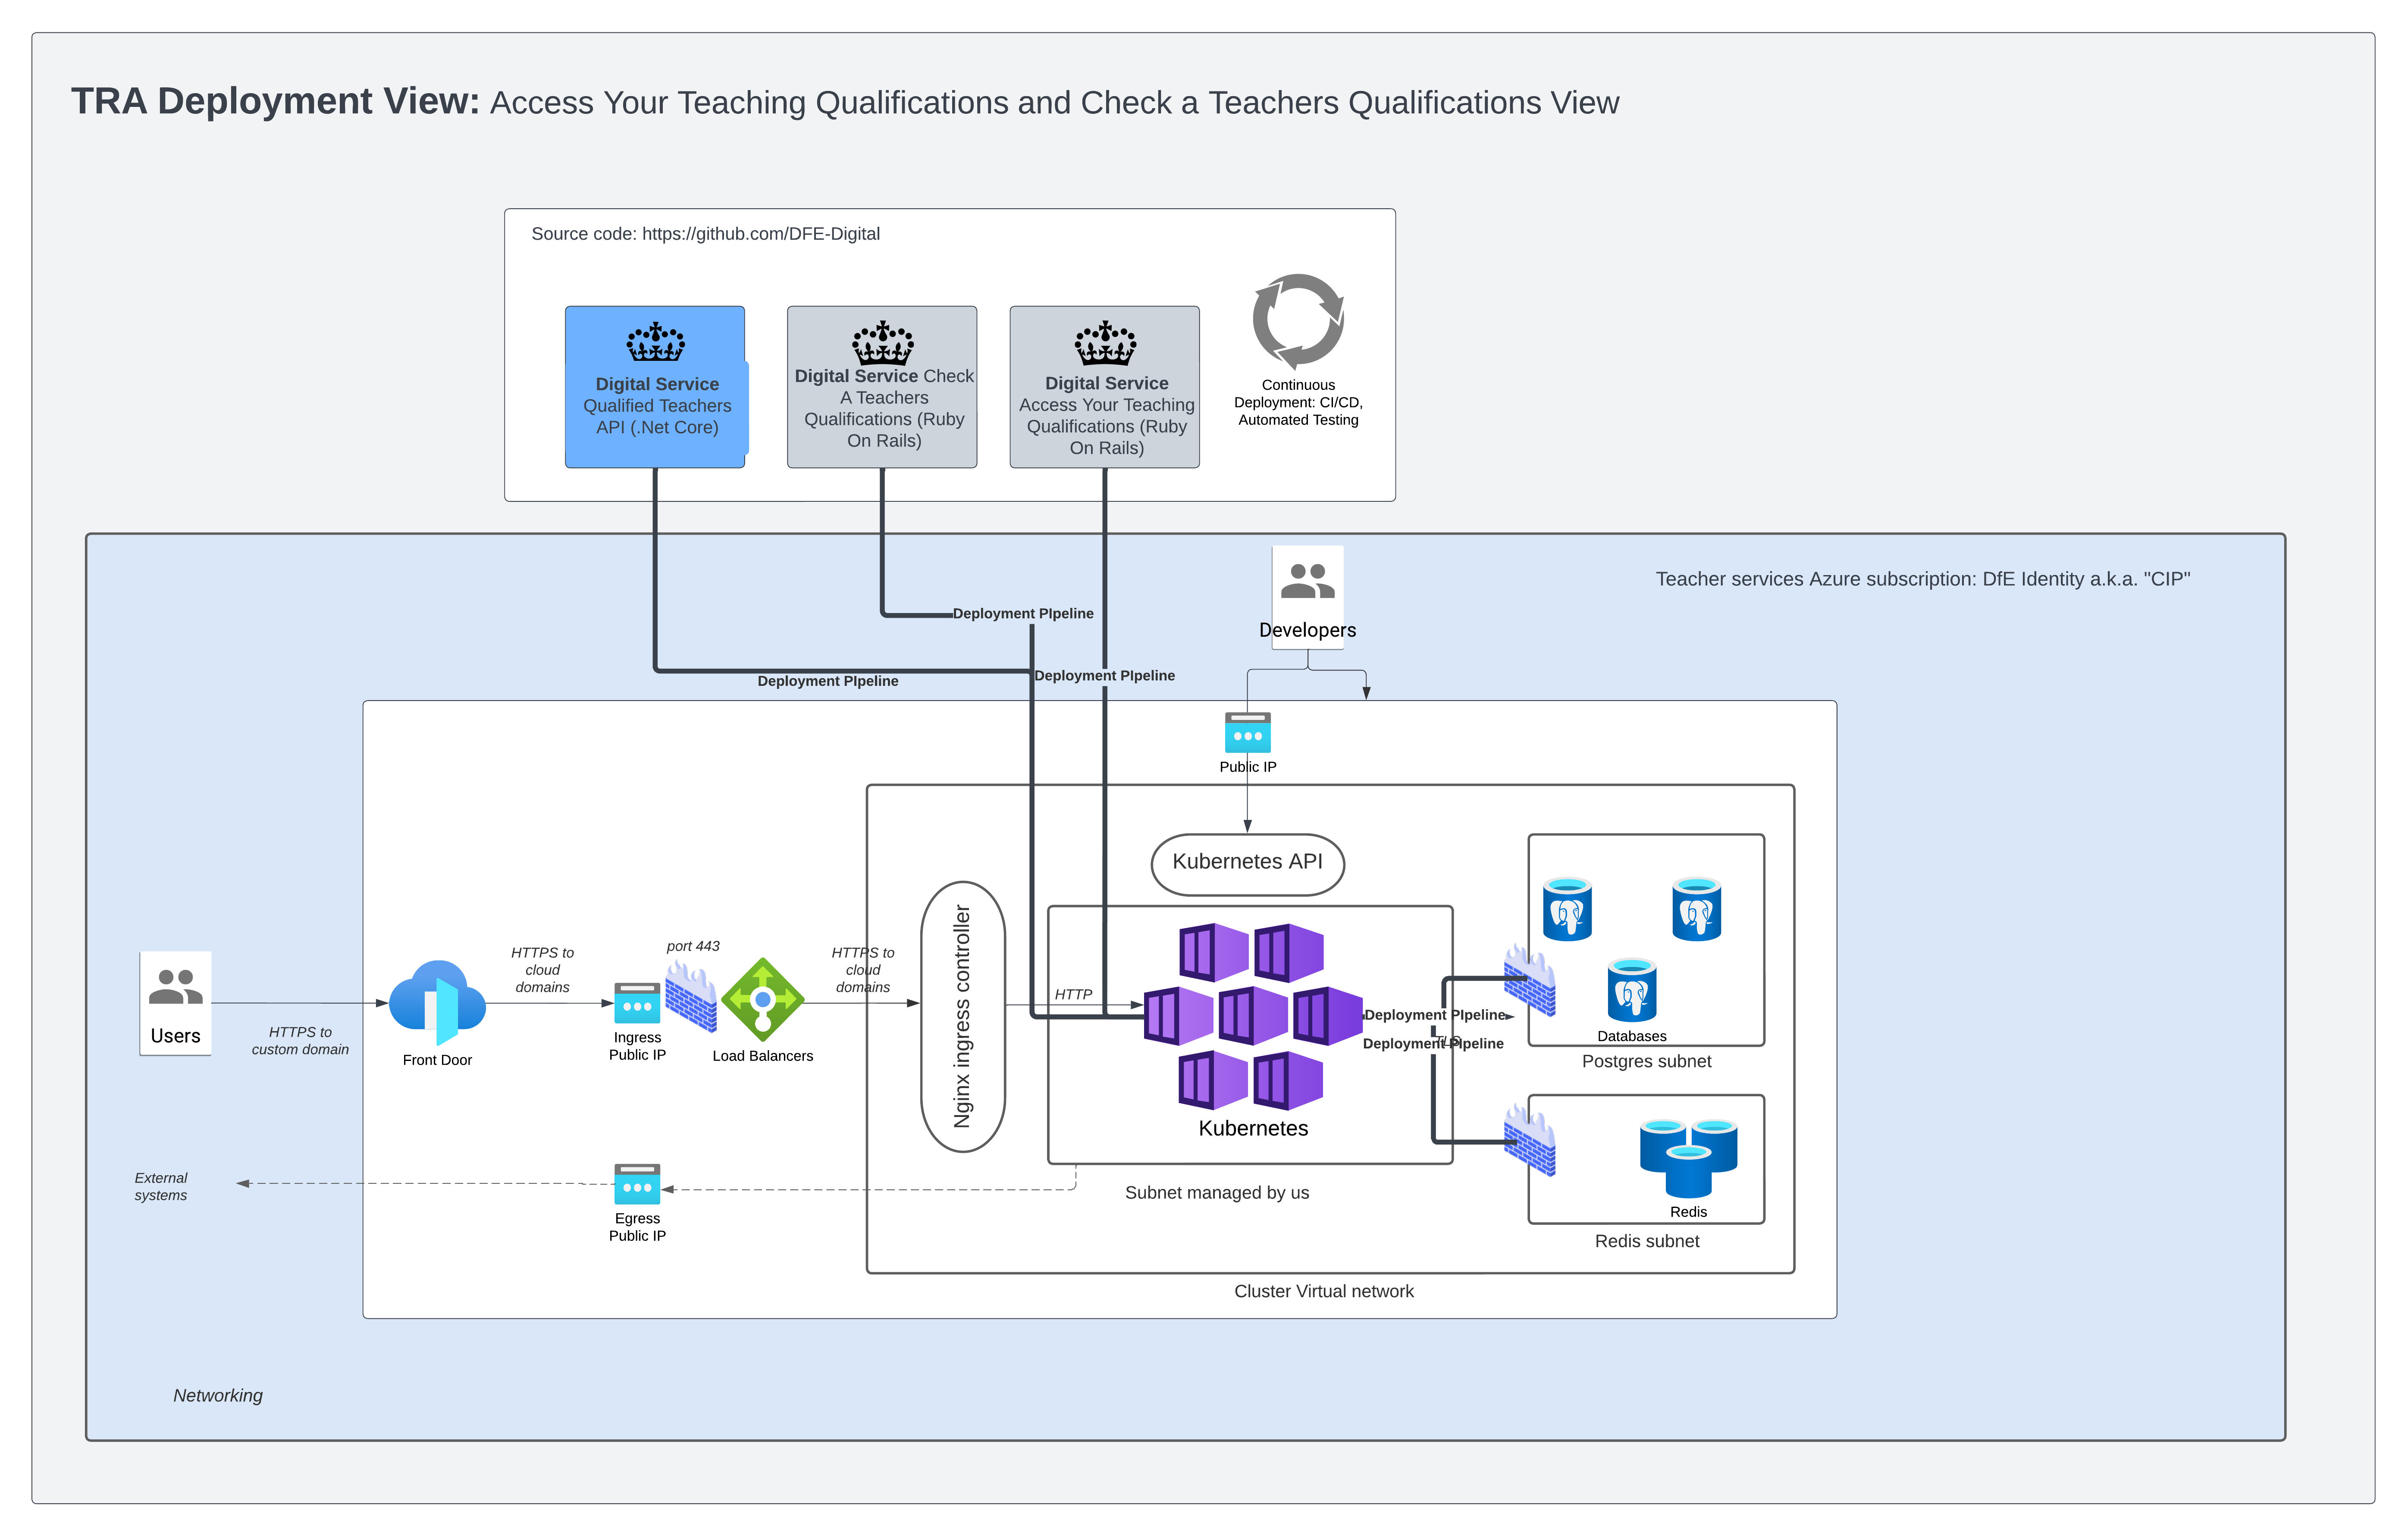 TRA Deployment View: Access Your Teaching Qualifications and Check a Teachers Qualifications View
Source code: https://github.com/DFE-Digital
Digital Service
Qualified Teachers
API (.Net Core)
Digital Service Check
A Teachers
Qualifications (Ruby
On Rails)
Digital Service
Access Your Teaching
Qualifications (Ruby
On Rails)
Continuous
Deployment: CI/CD,
Automated Testing
Teacher services Azure subscription: DfE Identity a.k.a. "CIP"
Developers
Deployment PIpeline
Deployment PIpeline
Deployment PIpeline
Public IP
Kubernetes API
Users
HTTPS to
custom domain
Front Door
HTTPS to
cloud
domains
port 443
Ingress
Public IP
Load Balancers
HTTPS to
cloud
domains
Nginx ingress controller
HTTP
Kubernetes
Deployment PIpeline
TLS
Deployment PIpeline
Databases
Postgres subnet
Redis
Redis subnet
External
systems
Egress
Public IP
Subnet managed by us
Cluster Virtual network
Networking